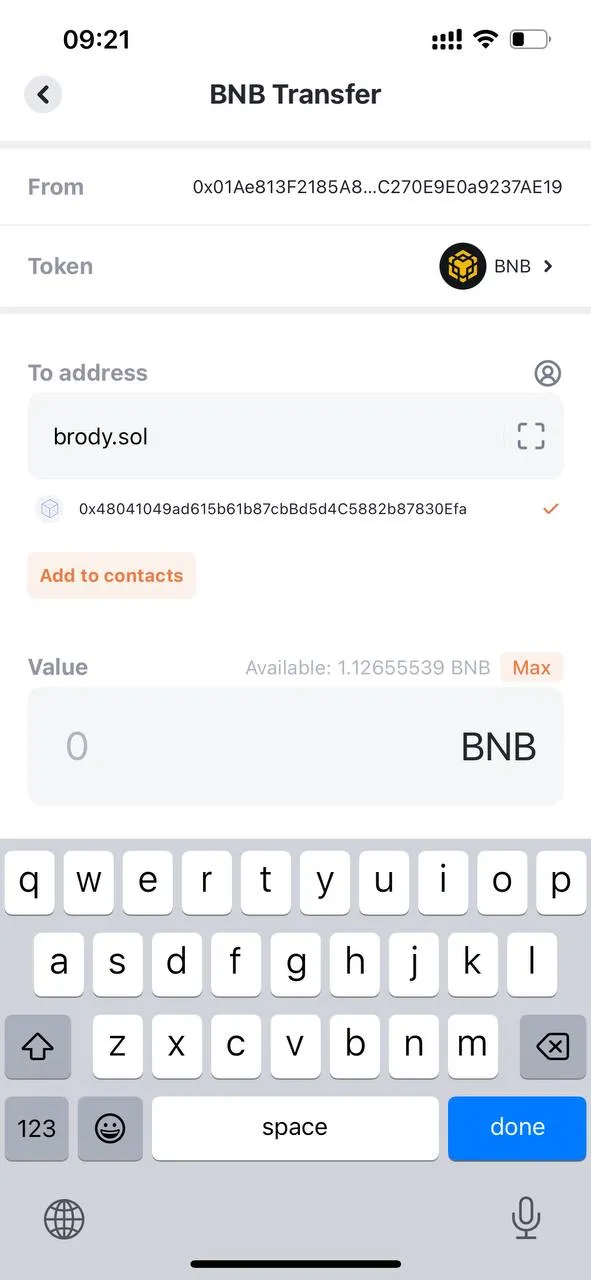 09:21
BNB Transfer
From 0x01Ae813F2185A8...C270E9E0a9237AE19
Token BNB
To address
brody.sol
0x48041049ad615b61b87cbBd5d4C5882b87830Efa
Add to contacts
Value Available: 1.12655539 BNB Max
0 BNB
q w e r t y u i o p
a s d f g h j k l
z x c v b n m
123 space done